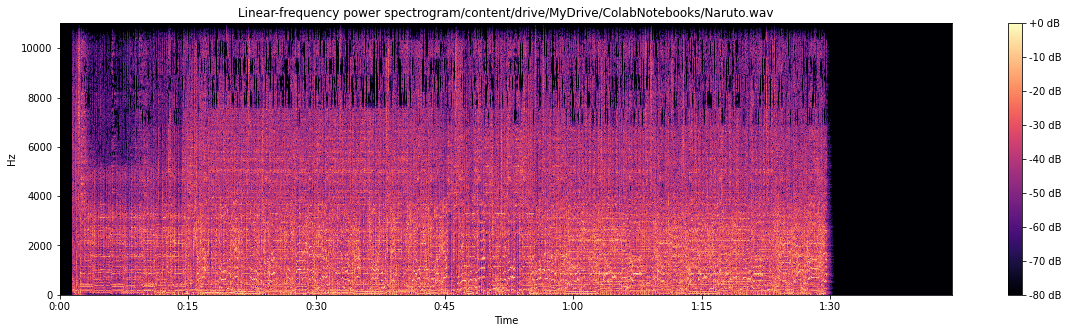 Linear-frequency power spectrogram/content/drive/MyDrive/ColabNotebooks/Naruto.wav
10000
8000
6000
4000
2000
0
Hz
0:00 0:15 0:30 0:45 1:00 1:15 1:30
Time
+0 dB
-10 dB
-20 dB
-30 dB
-40 dB
-50 dB
-60 dB
-70 dB
-80 dB